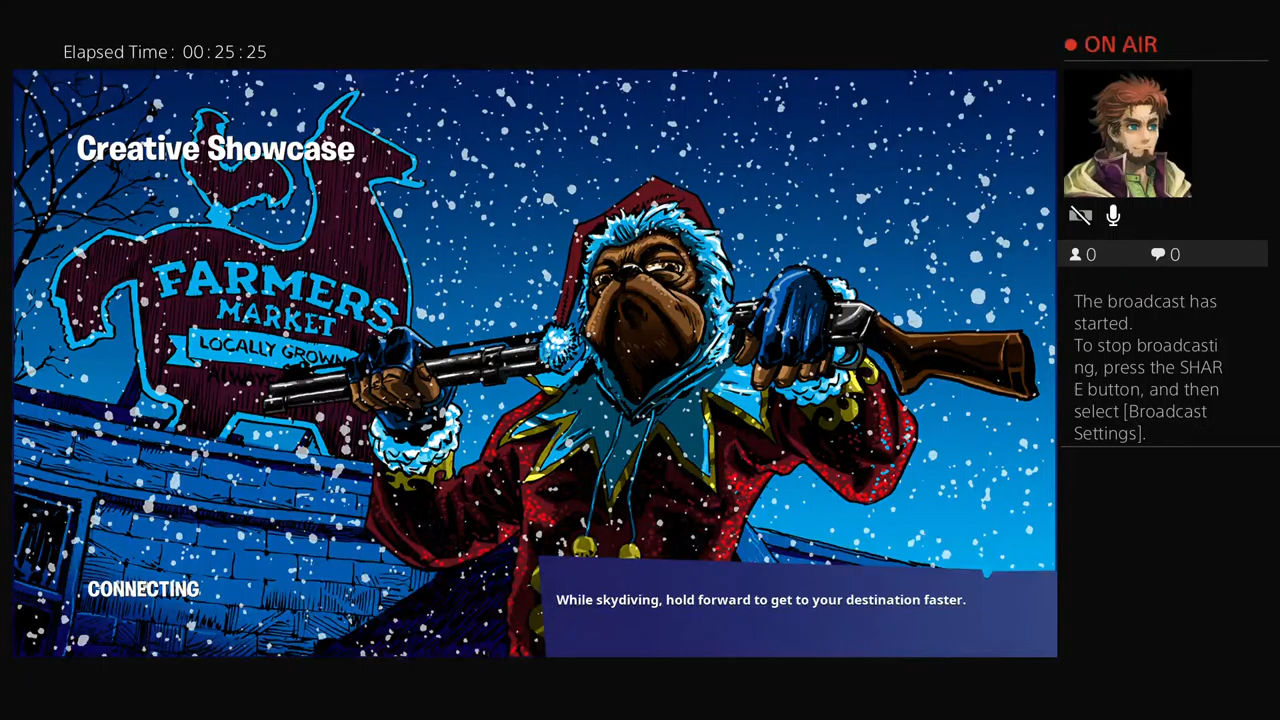 Elapsed Time: 00:25:25
ON AIR
Creative Showcase
FARMERS
MARKET
LOCALLY GROWN
0
0
The broadcast has
started.
To stop broadcasti
ng, press the SHAR
E button, and then
select [Broadcast
Settings].
CONNECTING
While skydiving, hold forward to get to your destination faster.